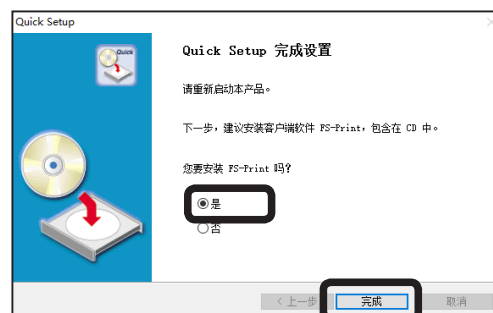 Quick Setup
Quick
Quick Setup 完成设置
请重新启动本产品。
下一步，建议安装客户端软件 FS-Print，包含在 CD 中。
您要安装 FS-Print 吗？
是
否
< 上一步
完成
取消